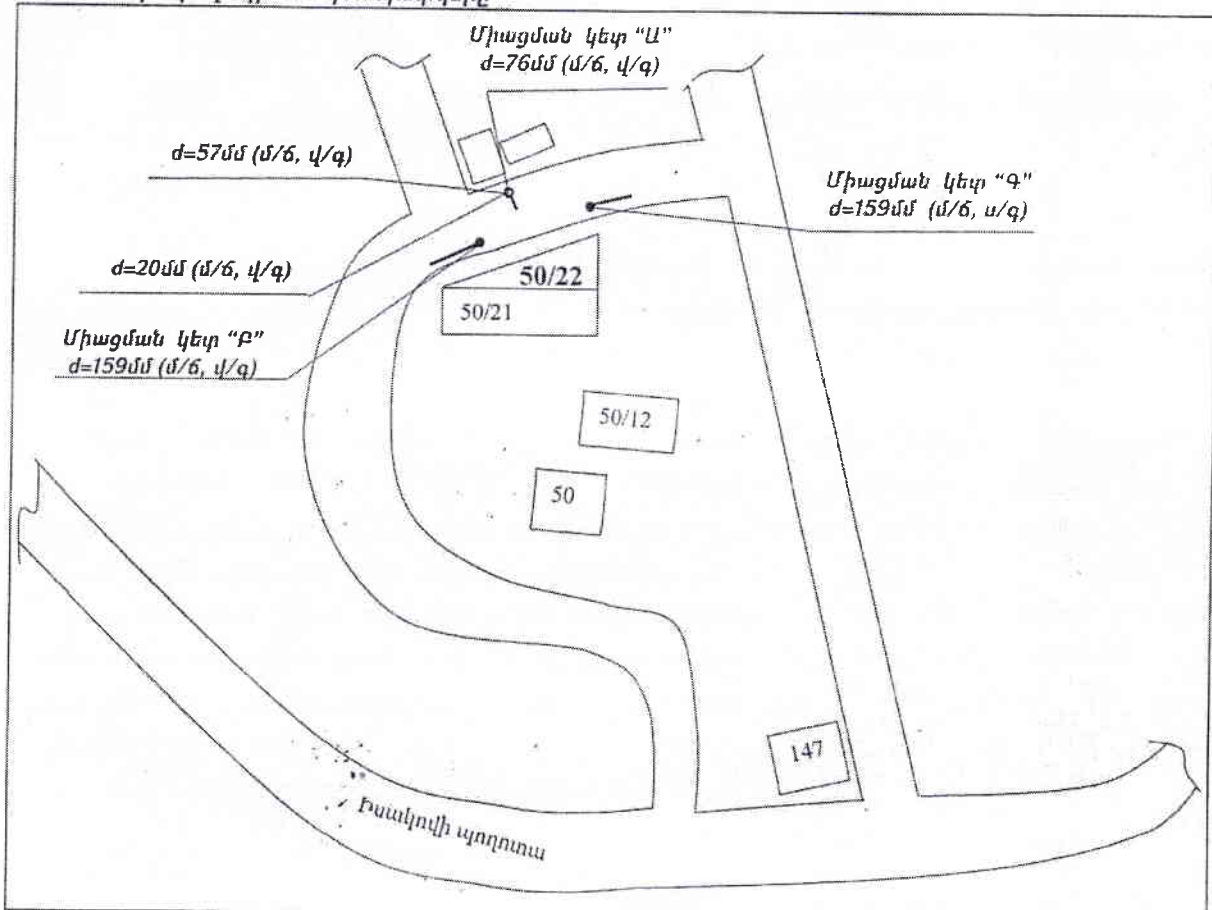 Միացման կետ “Ա”
d=76մմ (մ/ճ, վ/գ)
d=57մմ (մ/ճ, վ/գ)
Միացման կետ “Գ”
d=159մմ (մ/ճ, ս/գ)
d=20մմ (մ/ճ, վ/գ)
50/22
50/21
Միացման կետ “Բ”
d=159մմ (մ/ճ, վ/գ)
50/12
50
147
Իսակովի պողոտա